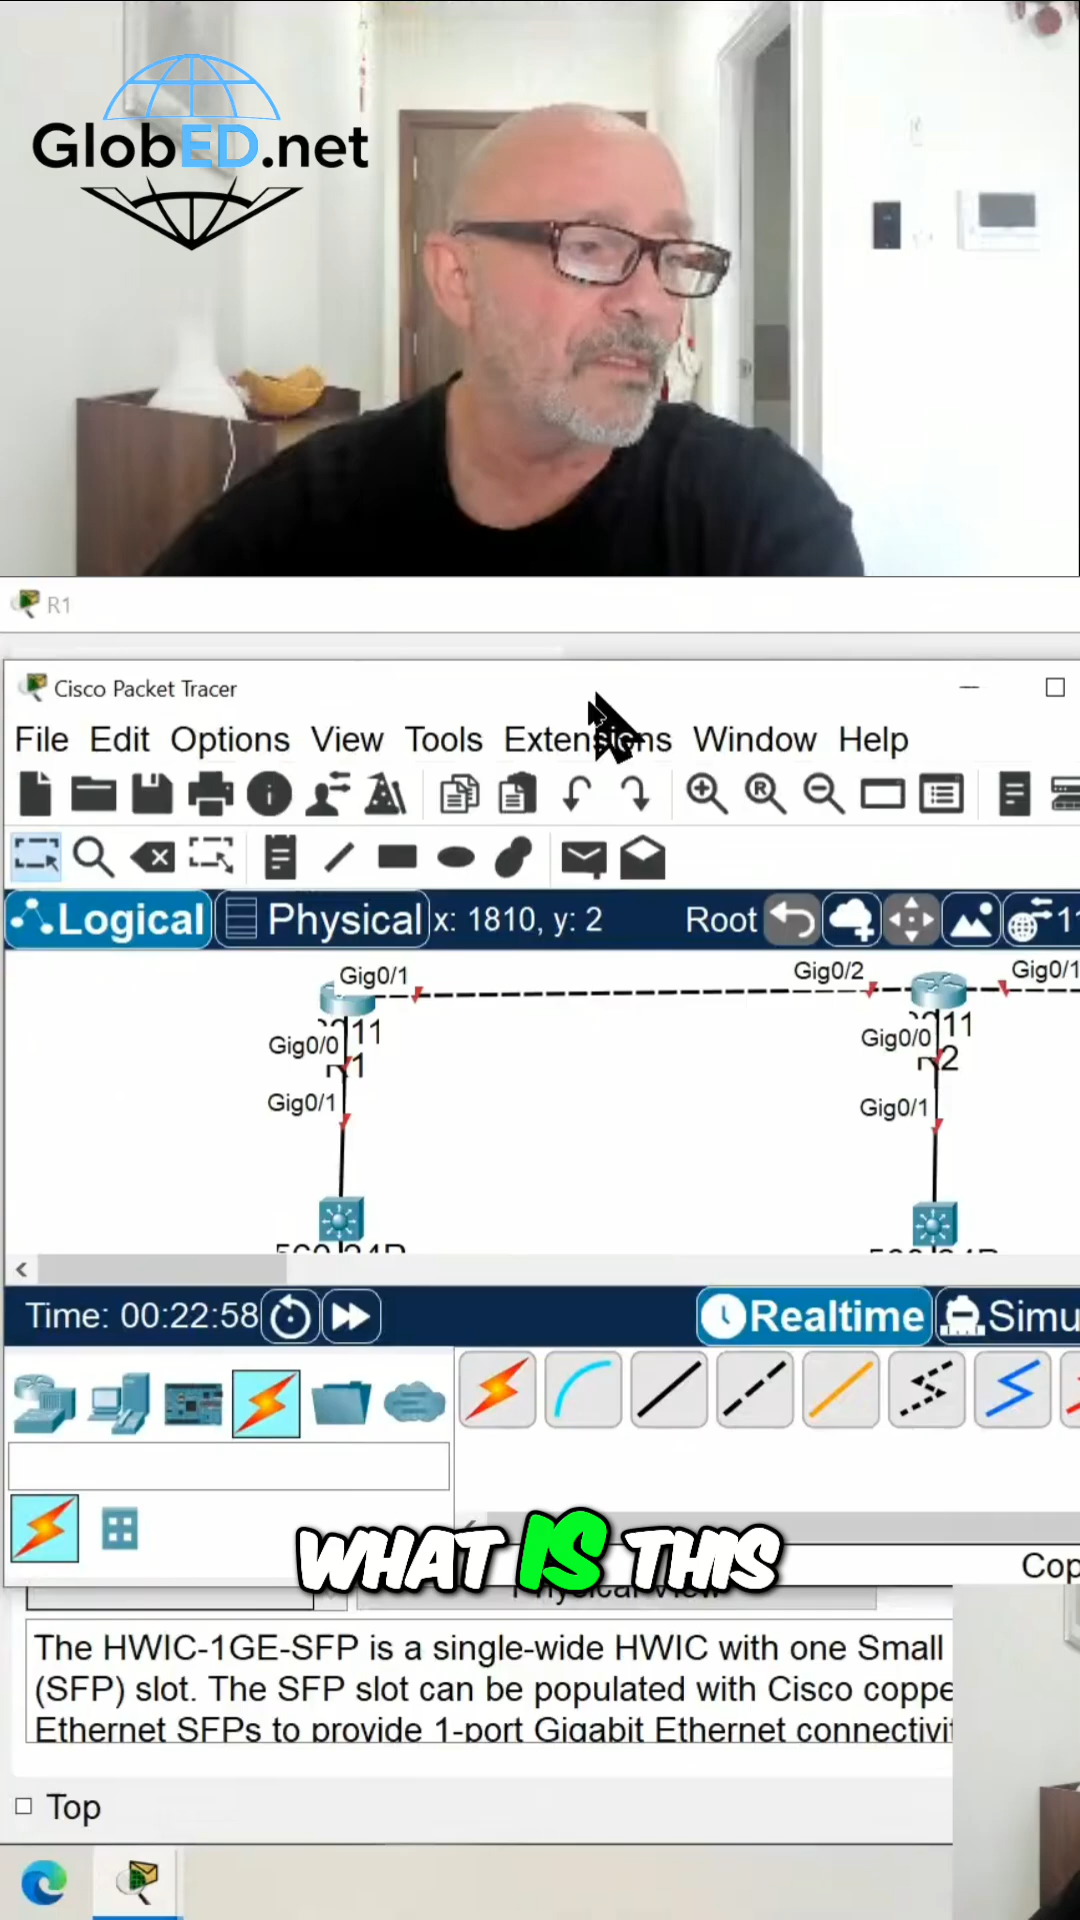 GlobED.net
R1
Cisco Packet Tracer
File Edit Options View Tools Extensions Window Help
Logical Physical x: 1810, y: 2 Root
Gig0/1 Gig0/2 Gig0/1
11 11
Gig0/0 Gig0/0
1 2
Gig0/1 Gig0/1
Time: 00:22:58 Realtime Simu
WHAT IS THIS
Cop
Physical View
The HWIC-1GE-SFP is a single-wide HWIC with one Small
(SFP) slot. The SFP slot can be populated with Cisco coppe
Ethernet SFPs to provide 1-port Gigabit Ethernet connectivi
Top